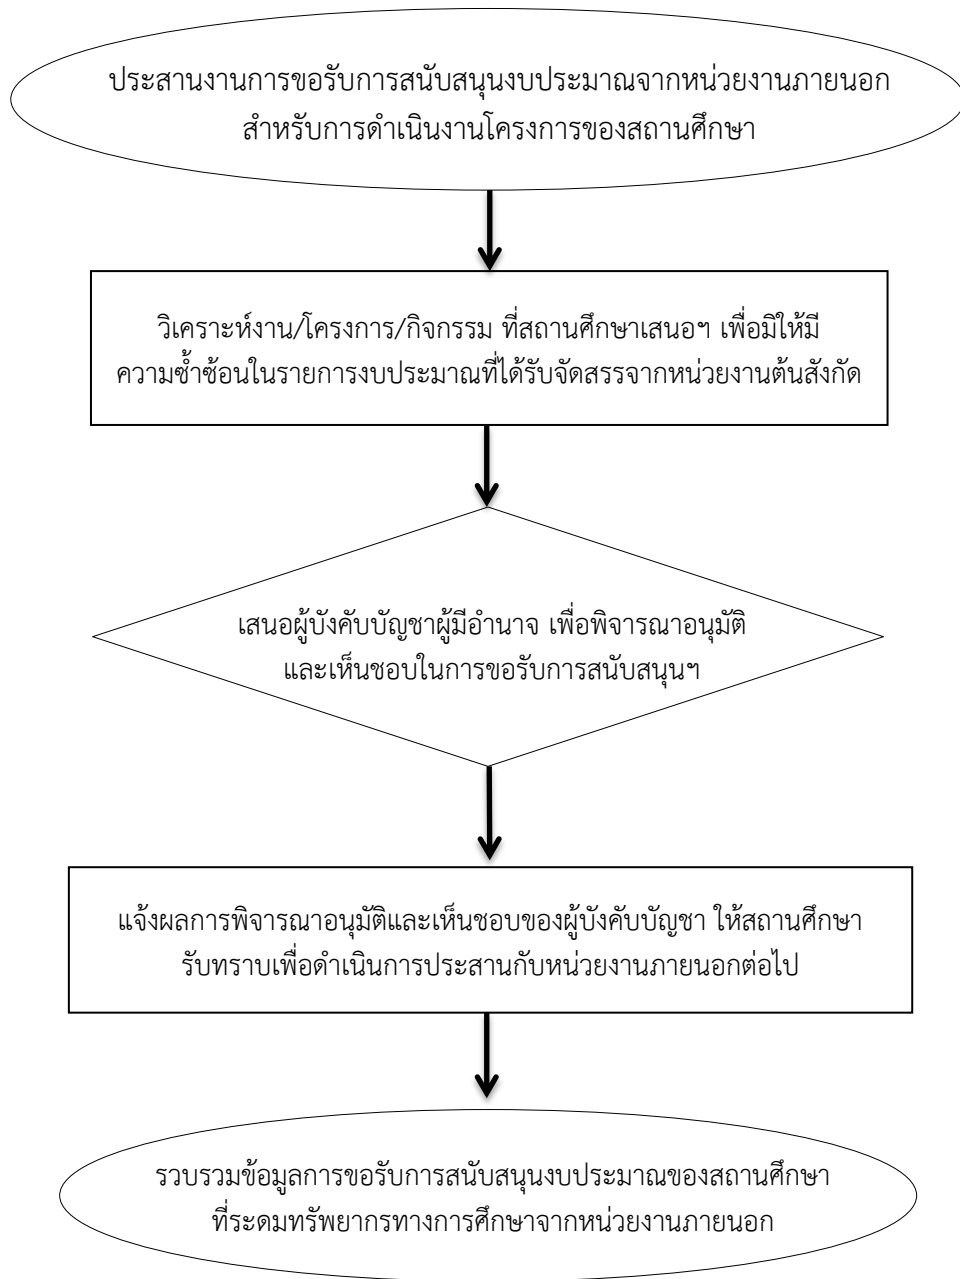 ประสานงานการขอรับการสนับสนุนงบประมาณจากหน่วยงานภายนอก
สำหรับการดำเนินงานโครงการของสถานศึกษา
วิเคราะห์งาน/โครงการ/กิจกรรม ที่สถานศึกษาเสนอฯ เพื่อมิให้มี
ความซ้ำซ้อนในรายการงบประมาณที่ได้รับจัดสรรจากหน่วยงานต้นสังกัด
เสนอผู้บังคับบัญชาผู้มีอำนาจ เพื่อพิจารณาอนุมัติ
และเห็นชอบในการขอรับการสนับสนุนฯ
แจ้งผลการพิจารณาอนุมัติและเห็นชอบของผู้บังคับบัญชา ให้สถานศึกษา
รับทราบเพื่อดำเนินการประสานกับหน่วยงานภายนอกต่อไป
รวบรวมข้อมูลการขอรับการสนับสนุนงบประมาณของสถานศึกษา
ที่ระดมทรัพยากรทางการศึกษาจากหน่วยงานภายนอก